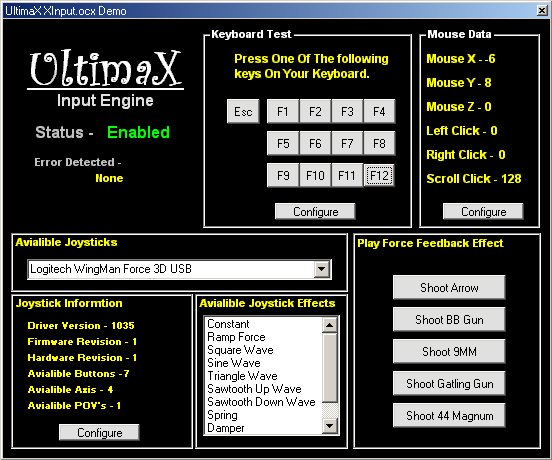 UltimaX XInput.ocx Demo
UltimaX
Input Engine
Status - Enabled
Error Detected -
None
Keyboard Test
Press One Of The following
keys On Your Keyboard.
Esc F1 F2 F3 F4
F5 F6 F7 F8
F9 F10 F11 F12
Configure
Mouse Data
Mouse X - -6
Mouse Y - 8
Mouse Z - 0
Left Click - 0
Right Click - 0
Scroll Click - 128
Configure
Avialible Joysticks
Logitech WingMan Force 3D USB
Joystick Informtion
Driver Version - 1035
Firmware Revision - 1
Hardware Revision - 1
Avialible Buttons -7
Avialible Axis - 4
Avialible POV's - 1
Configure
Avialible Joystick Effects
Constant
Ramp Force
Square Wave
Sine Wave
Triangle Wave
Sawtooth Up Wave
Sawtooth Down Wave
Spring
Damper
Play Force Feedback Effect
Shoot Arrow
Shoot BB Gun
Shoot 9MM
Shoot Gatling Gun
Shoot 44 Magnum